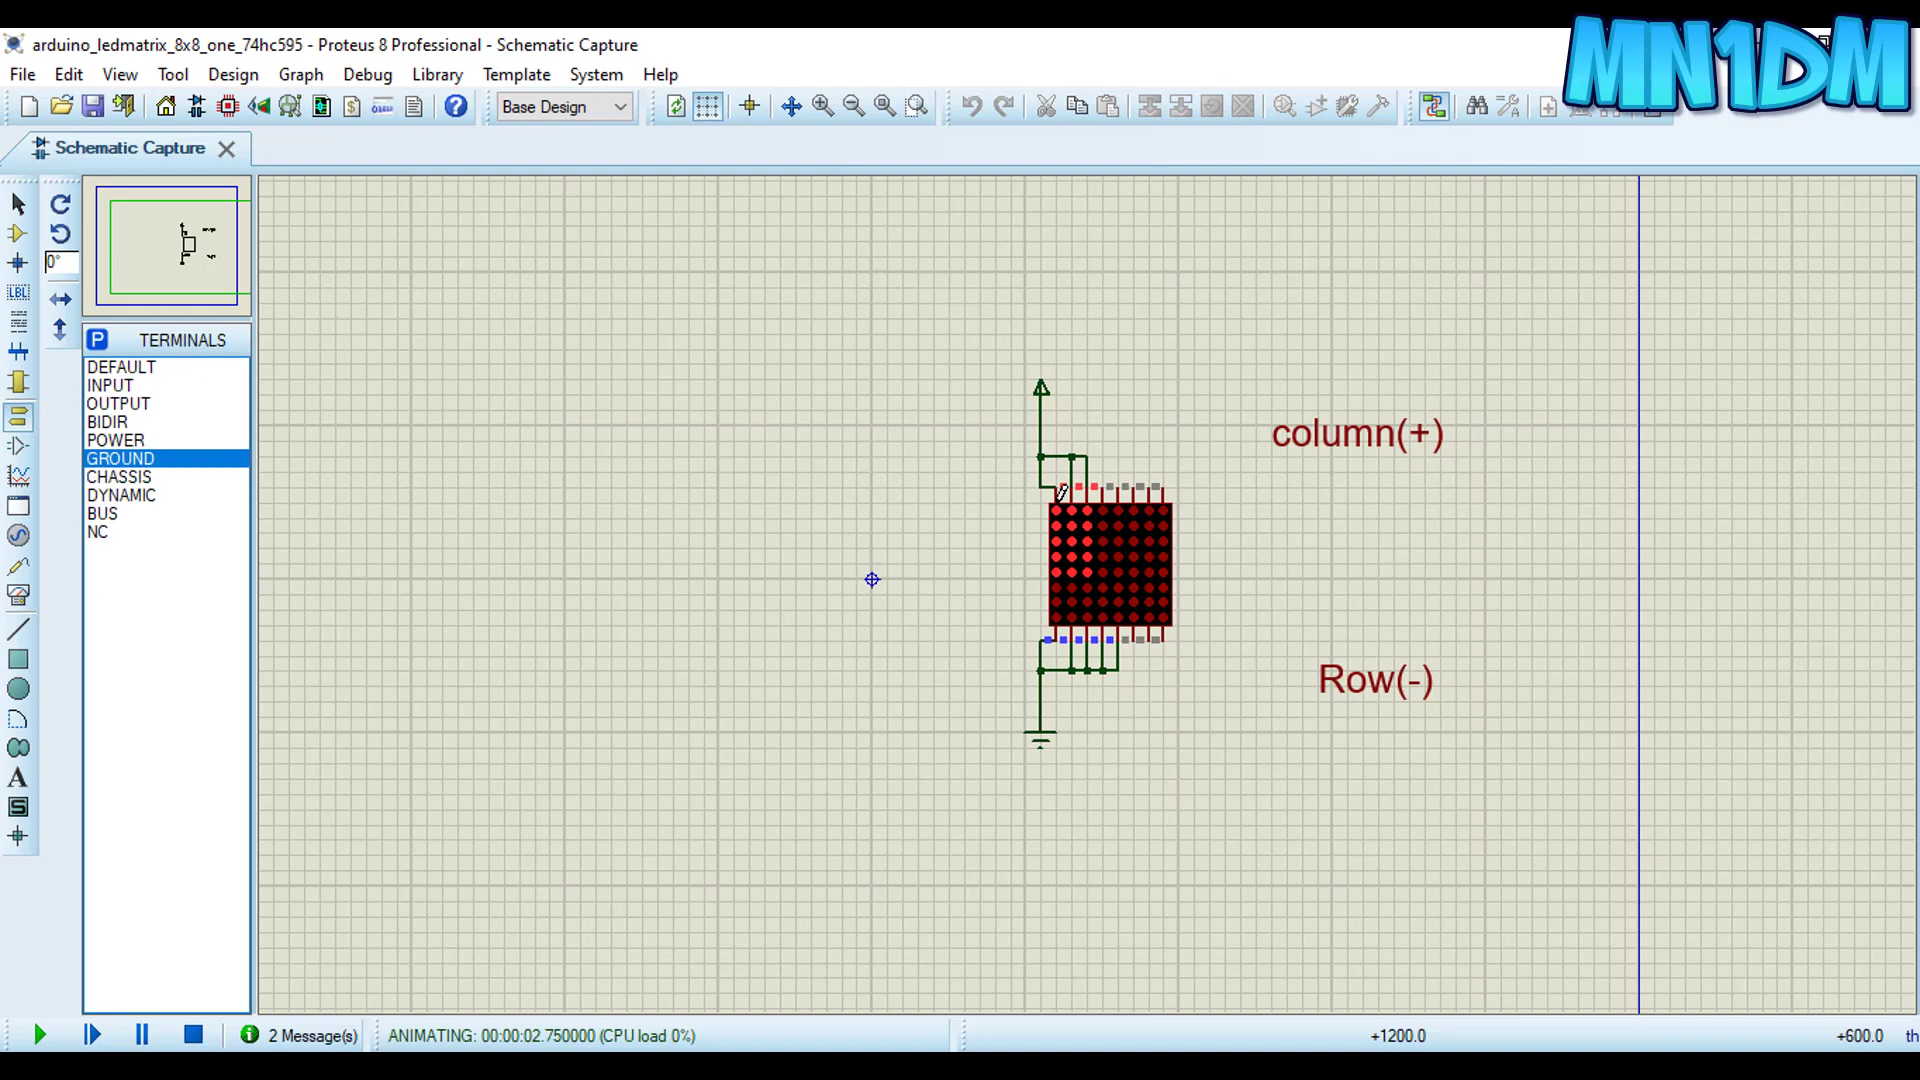 arduino_ledmatrix_8x8_one_74hc595 - Proteus 8 Professional - Schematic Capture
MN1DM
File Edit View Tool Design Graph Debug Library Template System Help
Base Design
Schematic Capture
0°
LBL
P TERMINALS
DEFAULT
INPUT
OUTPUT
BIDIR
POWER
GROUND
CHASSIS
DYNAMIC
BUS
NC
column(+)
Row(-)
A
S
2 Message(s) ANIMATING: 00:00:02.750000 (CPU load 0%) +1200.0 +600.0 th